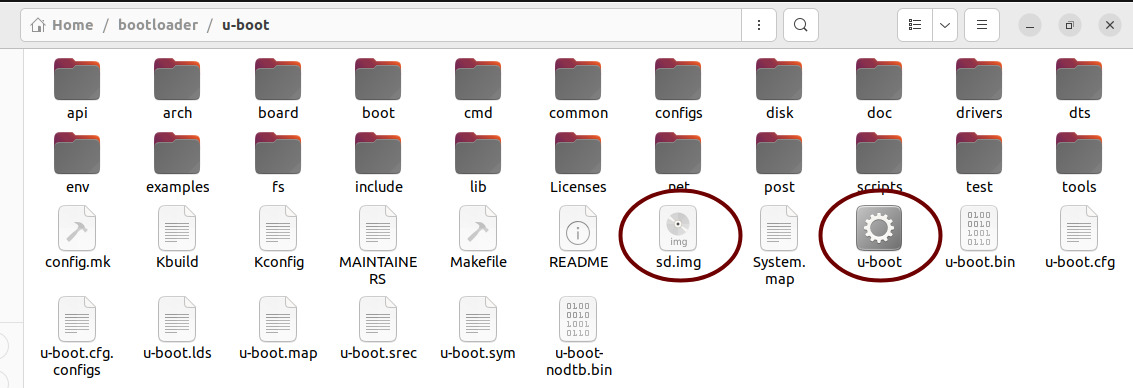 Home / bootloader / u-boot
api arch board boot cmd common configs disk doc drivers dts
env examples fs include lib Licenses net post scripts test tools
img
0100
0010
1011
0110
config.mk Kbuild Kconfig MAINTAINE
RS Makefile README sd.img System.
map u-boot u-boot.bin u-boot.cfg
0100
0010
1001
0110
u-boot.cfg.
configs u-boot.lds u-boot.map u-boot.srec u-boot.sym u-boot-
nodtb.bin